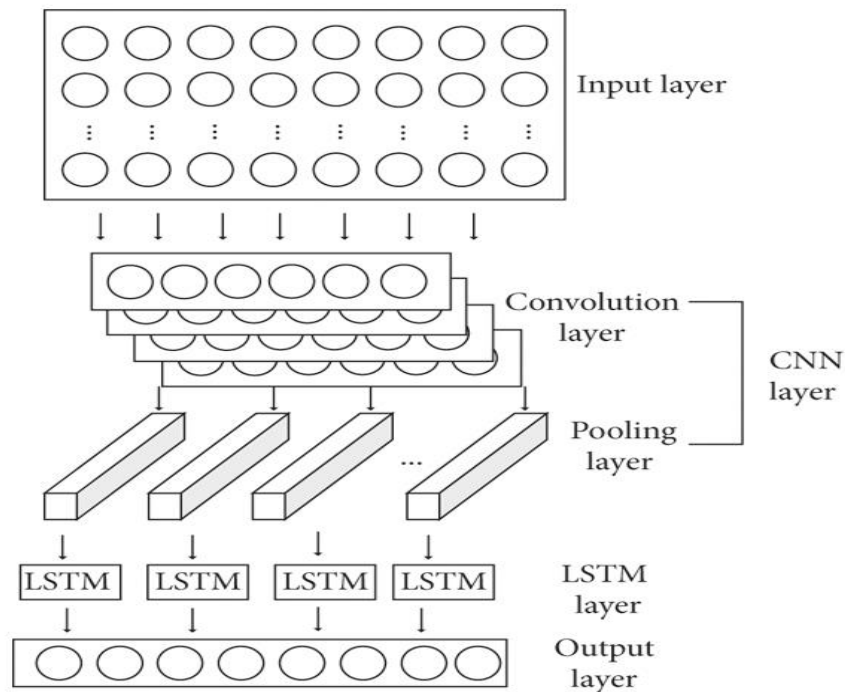 Input layer
Convolution
layer
CNN
layer
Pooling
layer
...
LSTM LSTM LSTM LSTM
LSTM
layer
Output
layer